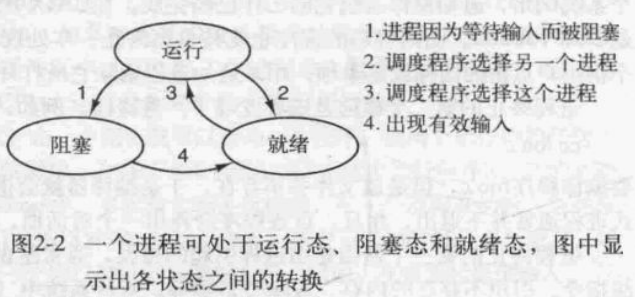 运行
1
3
2
阻塞
4
就绪
1. 进程因为等待输入而被阻塞
2. 调度程序选择另一个进程
3. 调度程序选择这个进程
4. 出现有效输入
图2-2 一个进程可处于运行态、阻塞态和就绪态，图中显
示出各状态之间的转换